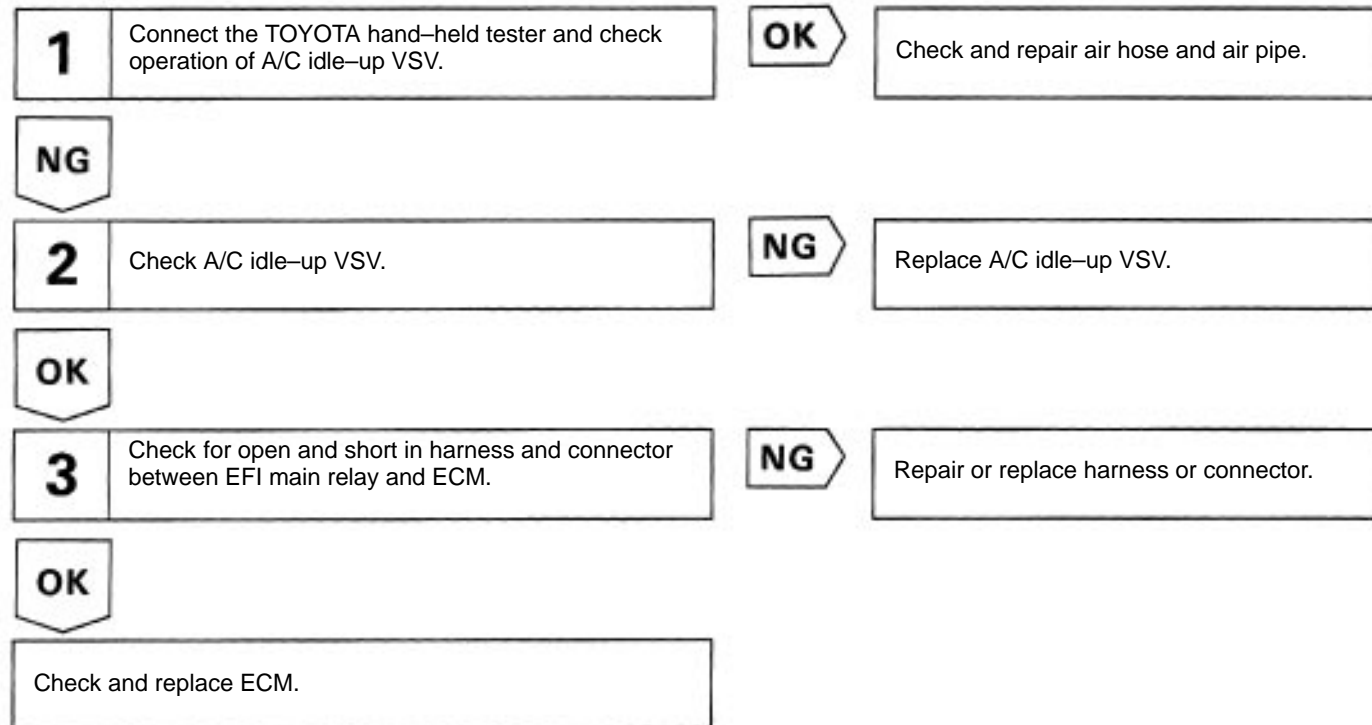 1
Connect the TOYOTA hand–held tester and check
operation of A/C idle–up VSV.
OK
Check and repair air hose and air pipe.
NG
2
Check A/C idle–up VSV.
NG
Replace A/C idle–up VSV.
OK
3
Check for open and short in harness and connector
between EFI main relay and ECM.
NG
Repair or replace harness or connector.
OK
Check and replace ECM.